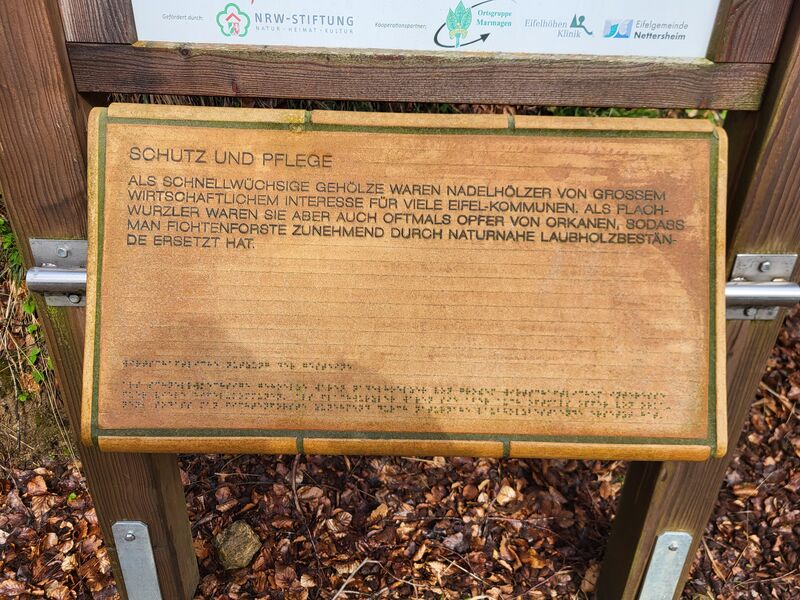 Gefördert durch:
NRW-STIFTUNG
NATUR · HEIMAT · KULTUR
Kooperationspartner:
Ortsgruppe
Marmagen
Eifelhöhen
Klinik
Eifelgemeinde
Nettersheim
SCHUTZ UND PFLEGE
ALS SCHNELLWÜCHSIGE GEHÖLZE WAREN NADELHÖLZER VON GROSSEM
WIRTSCHAFTLICHEM INTERESSE FÜR VIELE EIFEL-KOMMUNEN. ALS FLACH-
WURZLER WAREN SIE ABER AUCH OFTMALS OPFER VON ORKANEN, SODASS
MAN FICHTENFORSTE ZUNEHMEND DURCH NATURNAHE LAUBHOLZBESTÄN-
DE ERSETZT HAT.